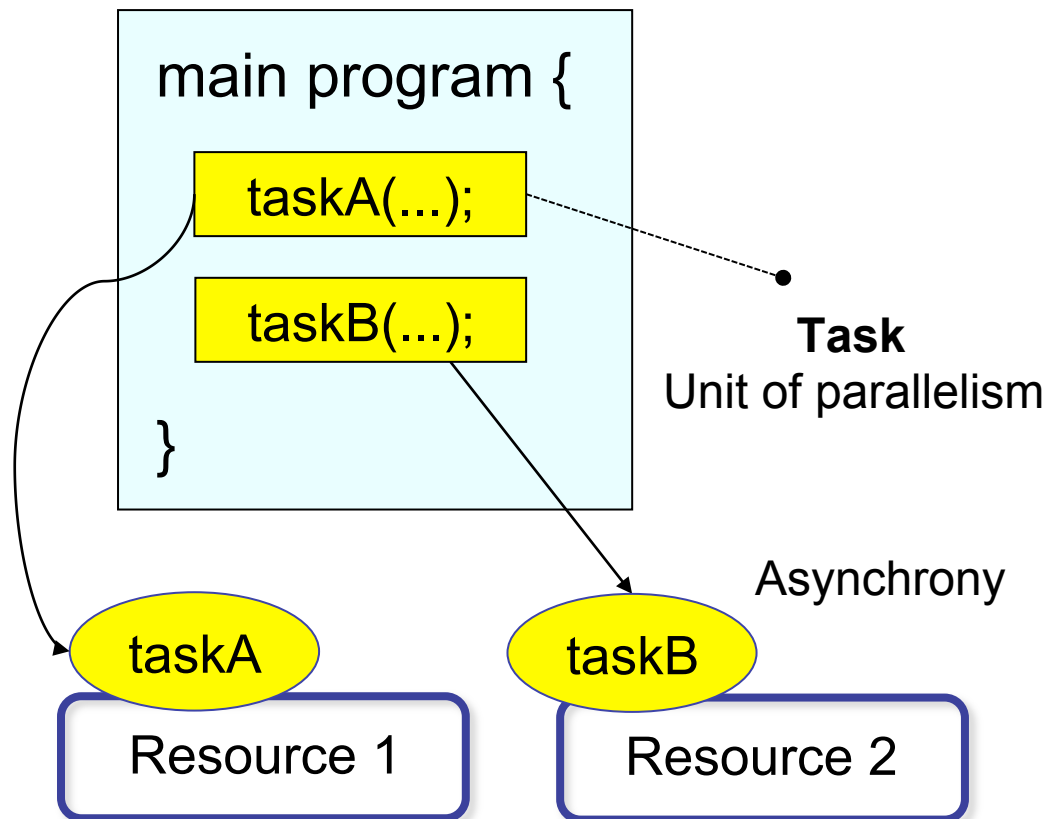 main program {
taskA(...);
taskB(...);
}
Task
Unit of parallelism
Asynchrony
taskA
taskB
Resource 1
Resource 2